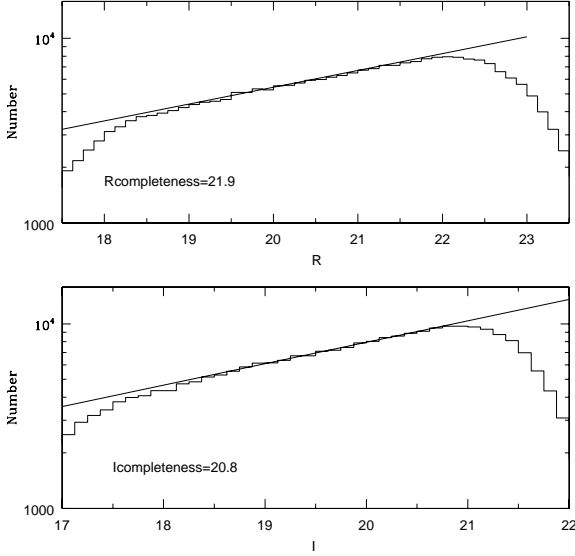 10⁴
Number
1000
Rcompleteness=21.9
18 19 20 21 22 23
R
10⁴
Number
1000
Icompleteness=20.8
17 18 19 20 21 22
I